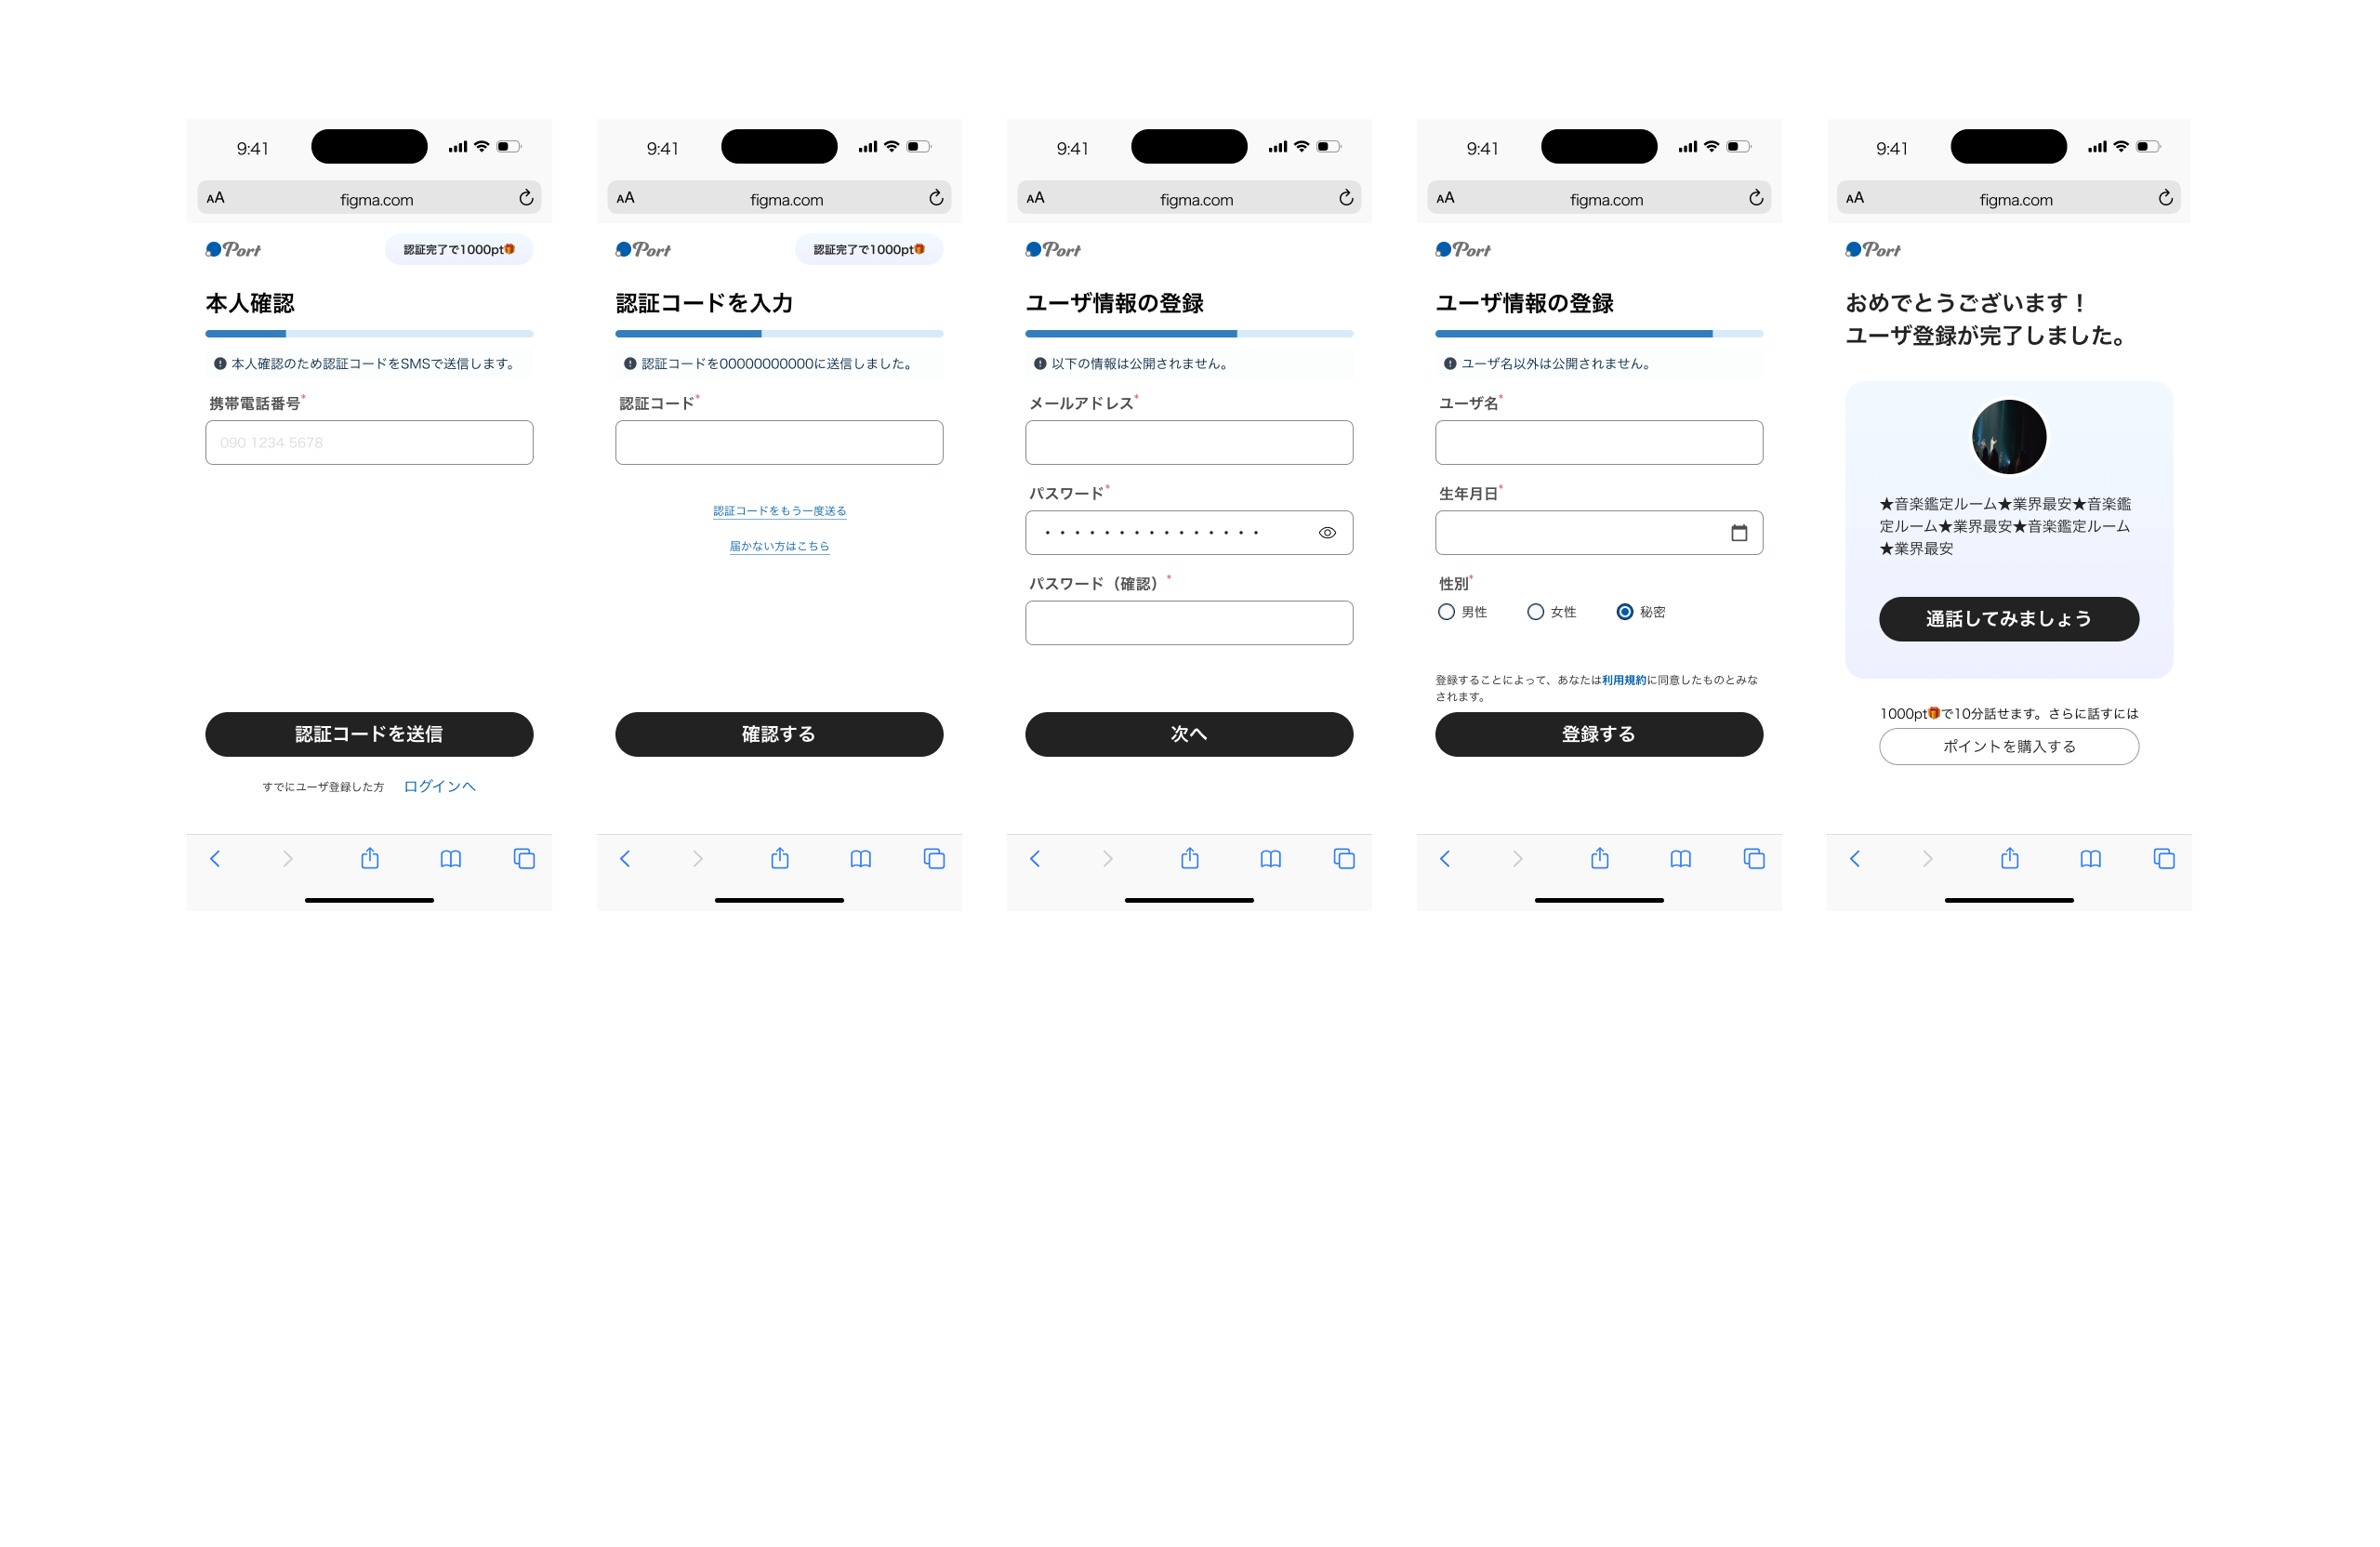 9:41
AA figma.com
Port 認証完了で1000pt🎁
本人確認
本人確認のため認証コードをSMSで送信します。
携帯電話番号*
090 1234 5678
認証コードを送信
すでにユーザ登録した方 ログインへ
9:41
AA figma.com
Port 認証完了で1000pt🎁
認証コードを入力
認証コードを00000000000に送信しました。
認証コード*
認証コードをもう一度送る
届かない方はこちら
確認する
9:41
AA figma.com
Port
ユーザ情報の登録
以下の情報は公開されません。
メールアドレス*
パスワード*
・・・・・・・・・・・・・・・
パスワード（確認）*
次へ
9:41
AA figma.com
Port
ユーザ情報の登録
ユーザ名以外は公開されません。
ユーザ名*
生年月日*
性別*
男性 女性 秘密
登録することによって、あなたは利用規約に同意したものとみな
されます。
登録する
9:41
AA figma.com
Port
おめでとうございます！
ユーザ登録が完了しました。
★音楽鑑定ルーム★業界最安★音楽鑑
定ルーム★業界最安★音楽鑑定ルーム
★業界最安
通話してみましょう
1000pt🎁で10分話せます。さらに話すには
ポイントを購入する